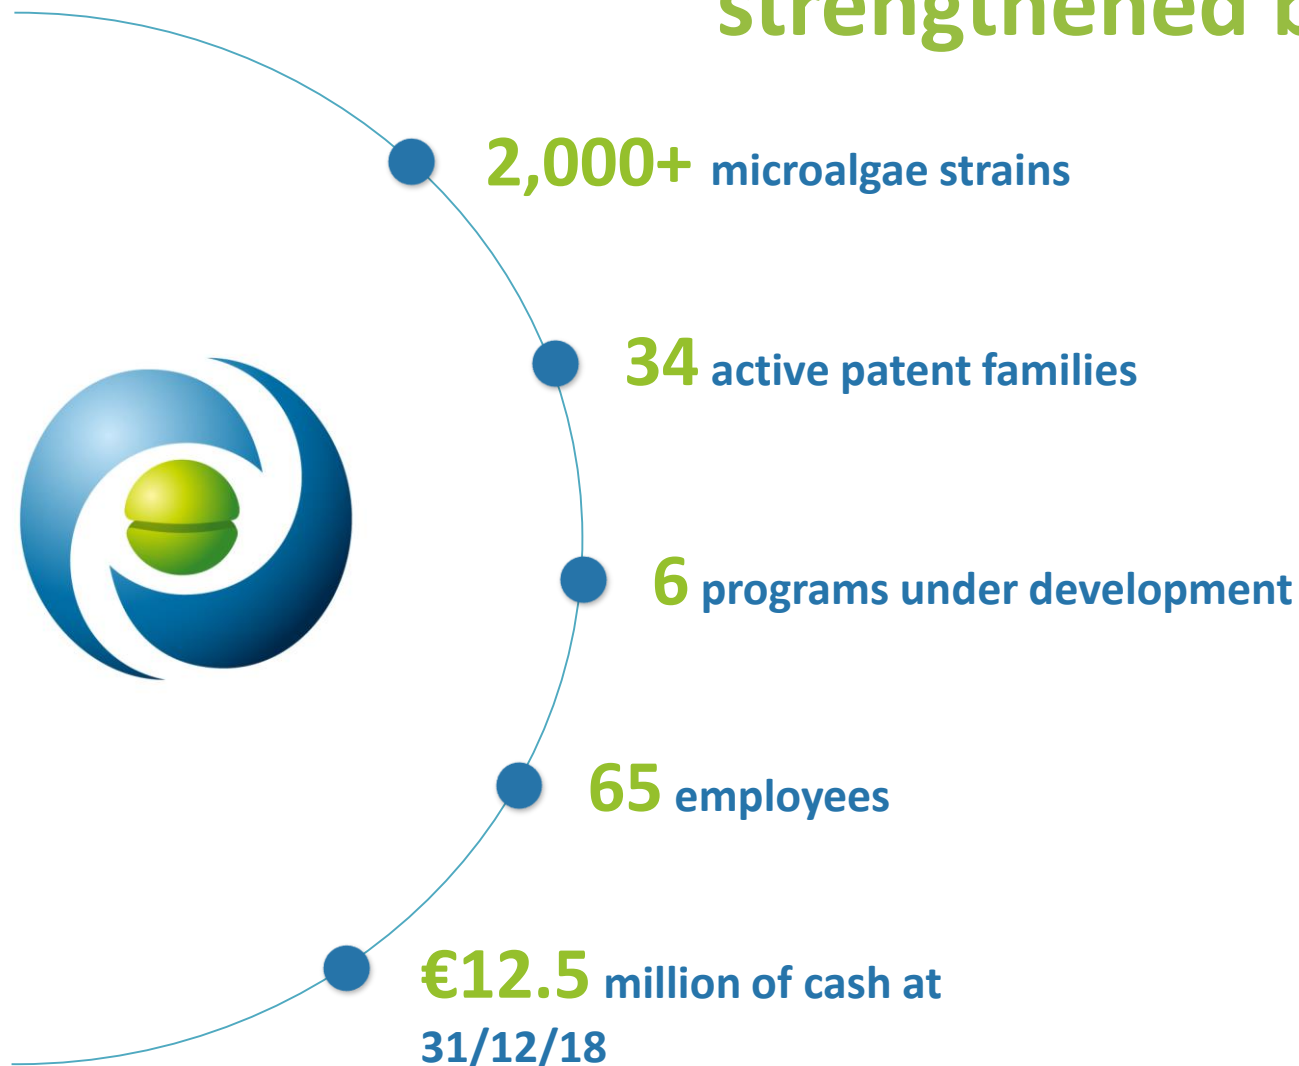 strengthened
2,000+ microalgae strains
34 active patent families
6 programs under development
65 employees
€12.5 million of cash at
31/12/18